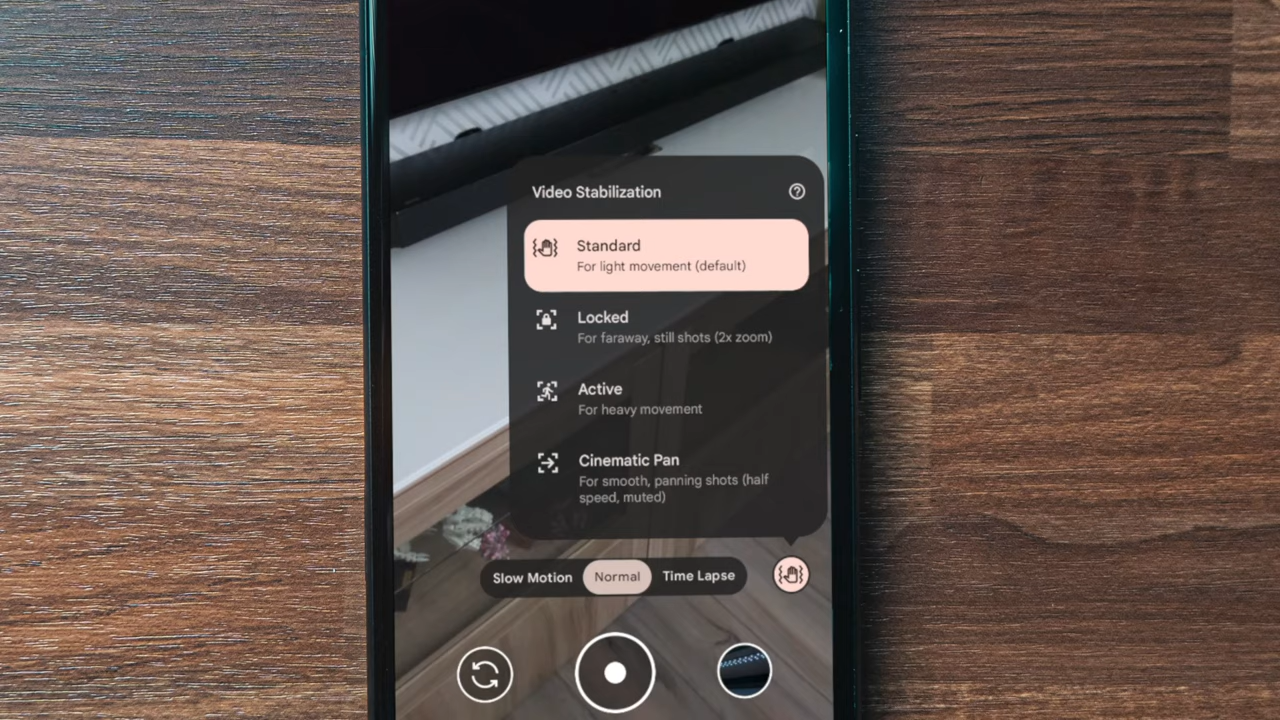 Video Stabilization
Standard
For light movement (default)
Locked
For faraway, still shots (2x zoom)
Active
For heavy movement
Cinematic Pan
For smooth, panning shots (half
speed, muted)
Slow Motion Normal Time Lapse